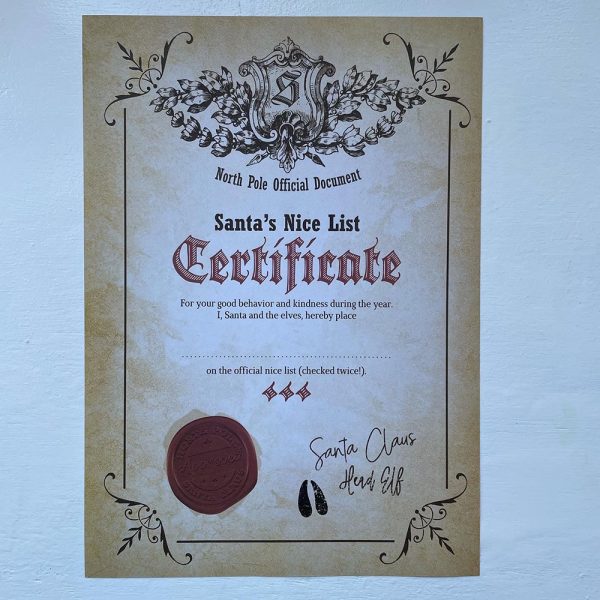 S
North Pole Official Document
Santa's Nice List
Certificate
For your good behavior and kindness during the year.
I, Santa and the elves, hereby place
on the official nice list (checked twice!).
Santa Claus
Head Elf